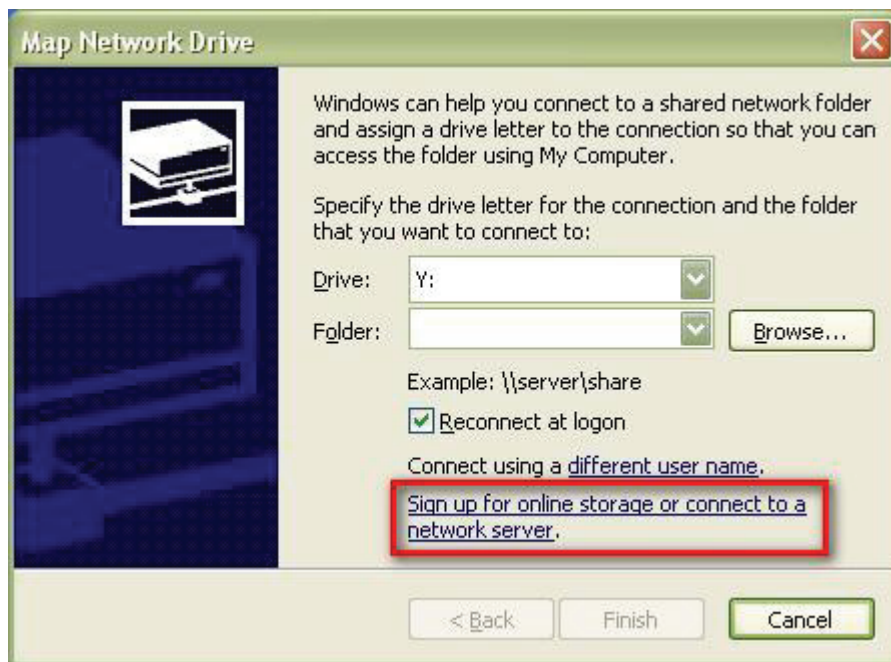 Map Network Drive
Windows can help you connect to a shared network folder
and assign a drive letter to the connection so that you can
access the folder using My Computer.
Specify the drive letter for the connection and the folder
that you want to connect to:
Drive: Y:
Folder: Browse...
Example: \\server\share
Reconnect at logon
Connect using a different user name.
Sign up for online storage or connect to a
network server.
< Back Finish Cancel